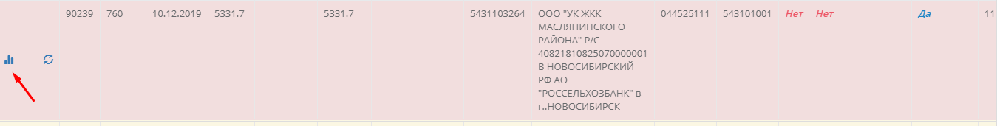 90239 760 10.12.2019 5331.7 5331.7 5431103264 ООО "УК ЖКК 044525111 543101001 Нет Нет Да 11
МАСЛЯНИНСКОГО
РАЙОНА" Р/С
40821810825070000001
В НОВОСИБИРСКИЙ
РФ АО
"РОССЕЛЬХОЗБАНК" в
г..НОВОСИБИРСК